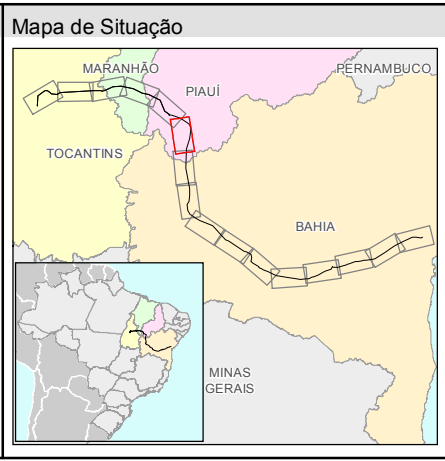 Mapa de Situação
MARANHÃO
PERNAMBUCO
PIAUÍ
TOCANTINS
BAHIA
MINAS
GERAIS